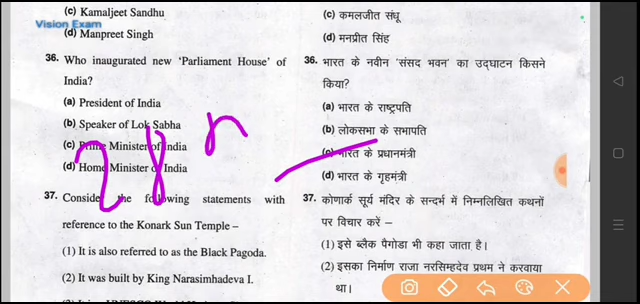 (c) Kamaljeet Sandhu
Vision Exam
(d) Manpreet Singh
36. Who inaugurated new 'Parliament House' of
India?
(a) President of India
(b) Speaker of Lok Sabha
(c) Prime Minister of India
(d) Home Minister of India
37. Consider the following statements with
reference to the Konark Sun Temple –
(1) It is also referred to as the Black Pagoda.
(2) It was built by King Narasimhadeva I.
(c) कमलजीत संधू
(d) मनप्रीत सिंह
36. भारत के नवीन 'संसद भवन' का उद्घाटन किसने
किया?
(a) भारत के राष्ट्रपति
(b) लोकसभा के सभापति
(c) भारत के प्रधानमंत्री
(d) भारत के गृहमंत्री
37. कोणार्क सूर्य मंदिर के सन्दर्भ में निम्नलिखित कथनों
पर विचार करें –
(1) इसे ब्लैक पैगोडा भी कहा जाता है।
(2) इसका निर्माण राजा नरसिम्हदेव प्रथम ने करवाया
था।
28